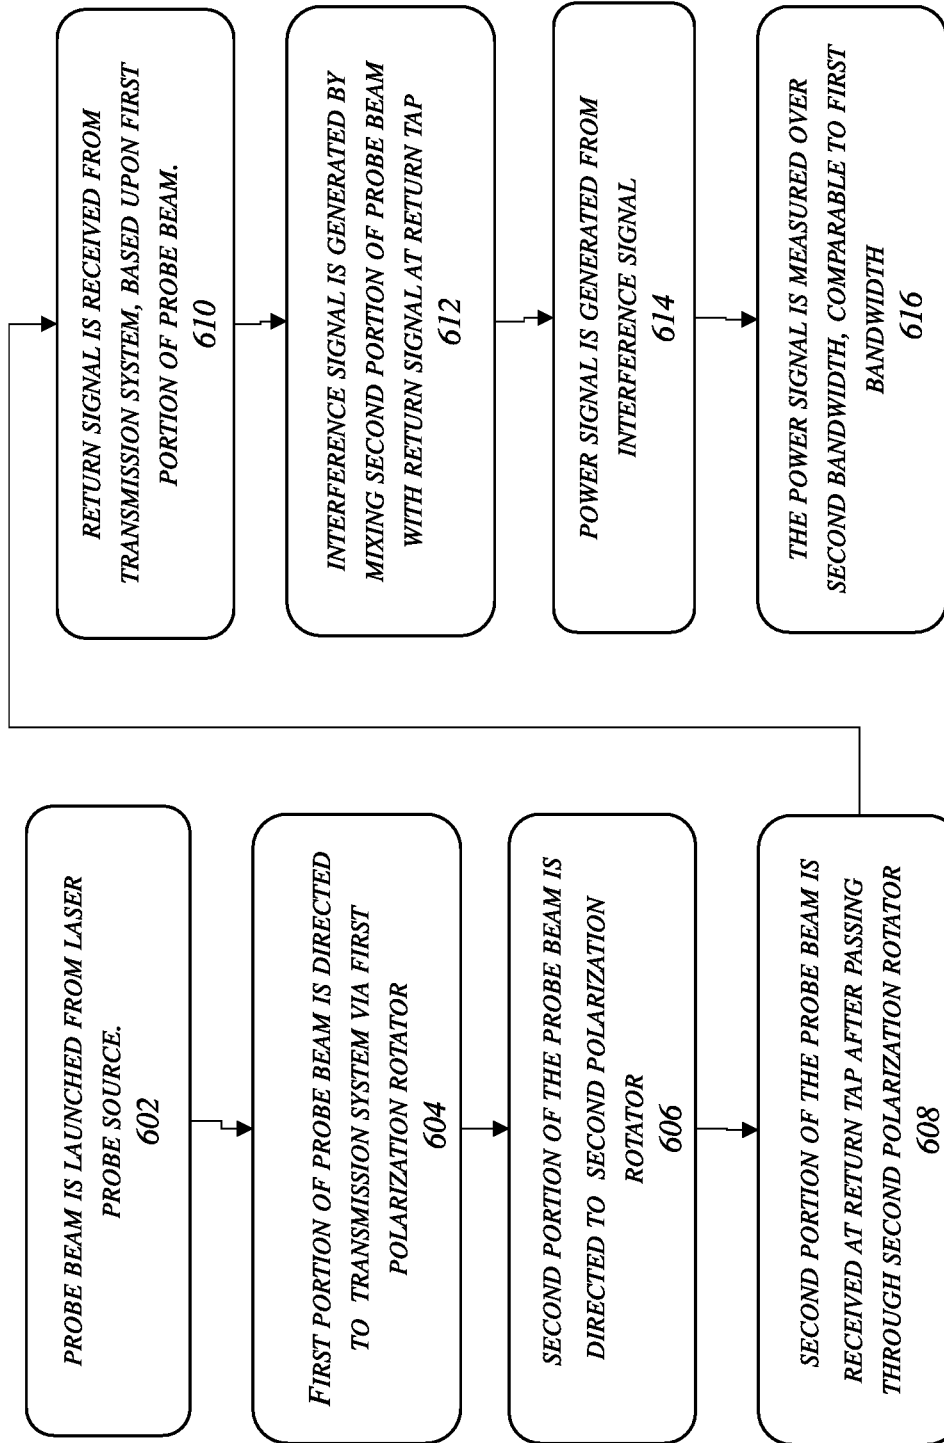 PROBE BEAM IS LAUNCHED FROM LASER
PROBE SOURCE.
602
FIRST PORTION OF PROBE BEAM IS DIRECTED
TO TRANSMISSION SYSTEM VIA FIRST
POLARIZATION ROTATOR
604
SECOND PORTION OF THE PROBE BEAM IS
DIRECTED TO SECOND POLARIZATION
ROTATOR
606
SECOND PORTION OF THE PROBE BEAM IS
RECEIVED AT RETURN TAP AFTER PASSING
THROUGH SECOND POLARIZATION ROTATOR
608
RETURN SIGNAL IS RECEIVED FROM
TRANSMISSION SYSTEM, BASED UPON FIRST
PORTION OF PROBE BEAM.
610
INTERFERENCE SIGNAL IS GENERATED BY
MIXING SECOND PORTION OF PROBE BEAM
WITH RETURN SIGNAL AT RETURN TAP
612
POWER SIGNAL IS GENERATED FROM
INTERFERENCE SIGNAL
614
THE POWER SIGNAL IS MEASURED OVER
SECOND BANDWIDTH, COMPARABLE TO FIRST
BANDWIDTH
616